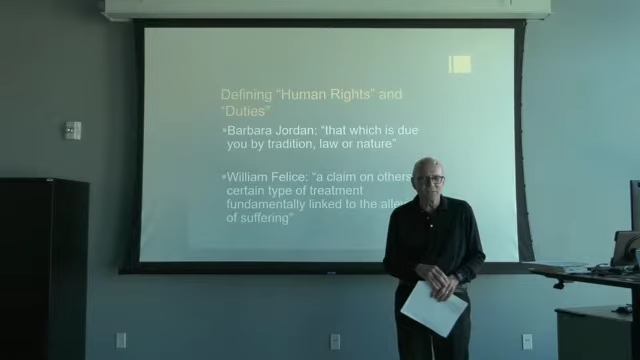 Defining “Human Rights” and
“Duties”
▪Barbara Jordan: “that which is due
you by tradition, law or nature”
▪William Felice: “a claim on others
certain type of treatment
fundamentally linked to the
of suffering”